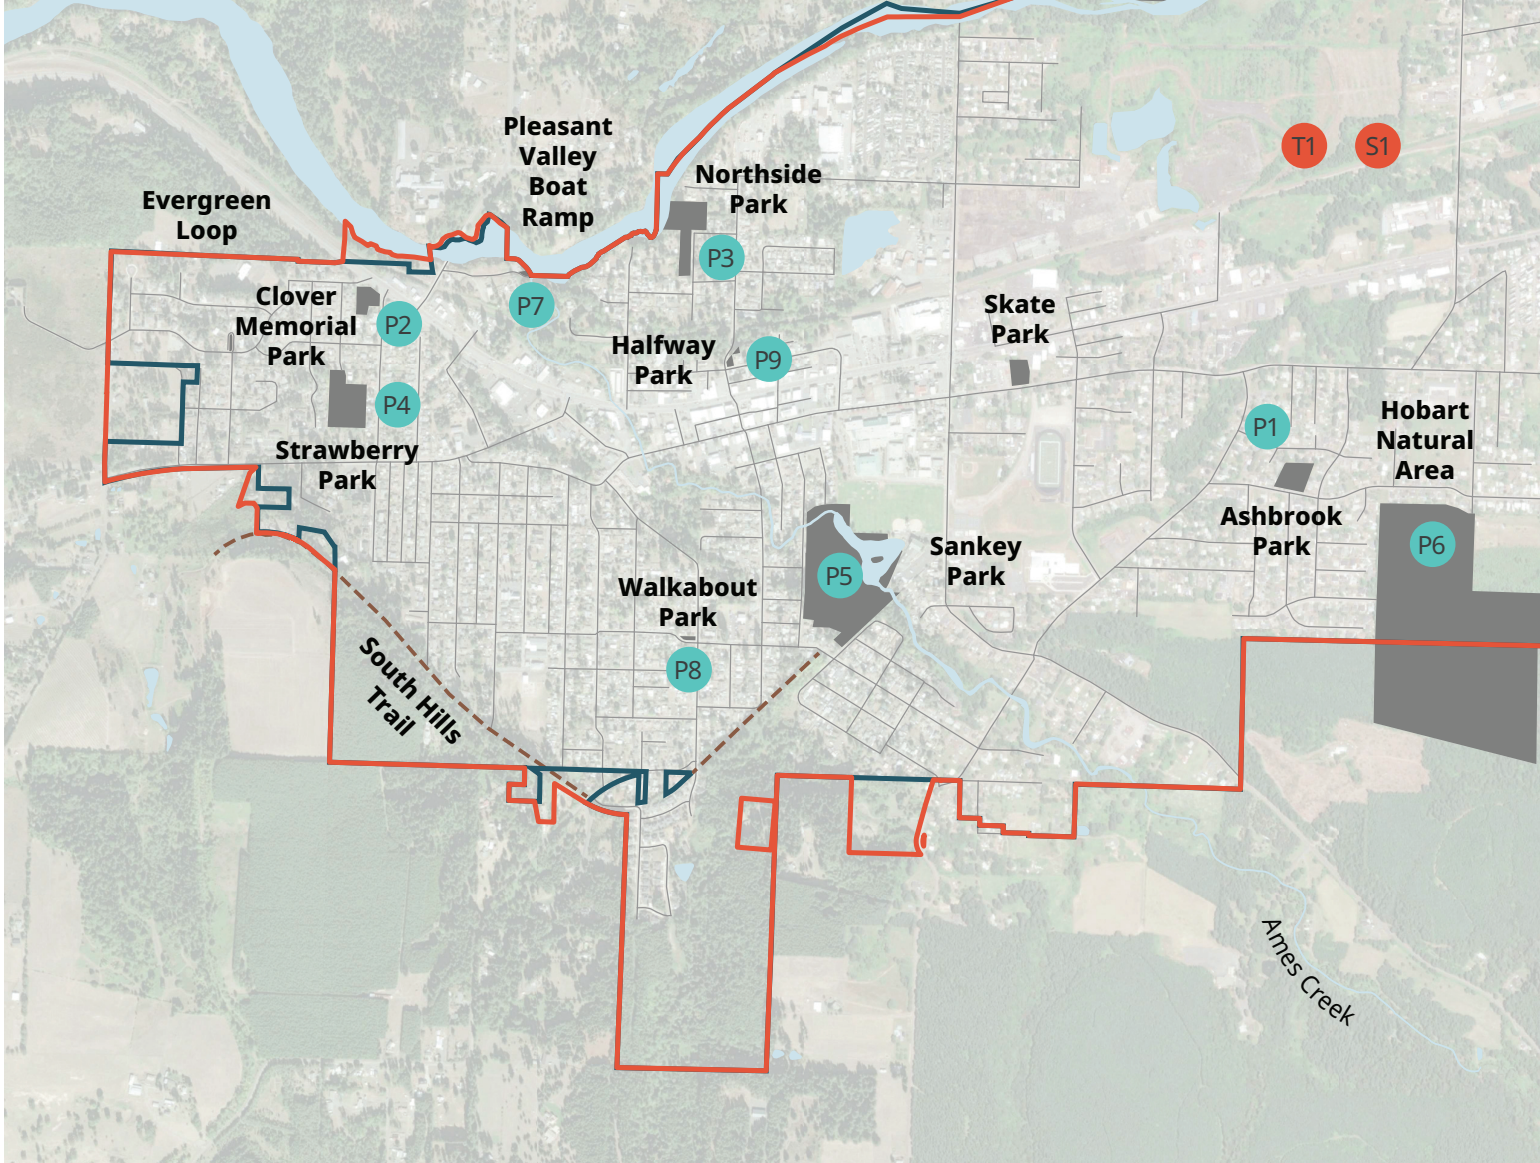 Pleasant
Valley
Boat
Ramp
T1
S1
Northside
Park
Evergreen
Loop
P3
Clover
Memorial
Park
P2
P7
Skate
Park
Halfway
Park
P9
P4
P1
Hobart
Natural
Area
Strawberry
Park
Ashbrook
Park
P6
Sankey
Park
P5
Walkabout
Park
P8
South Hills
Trail
Ames Creek